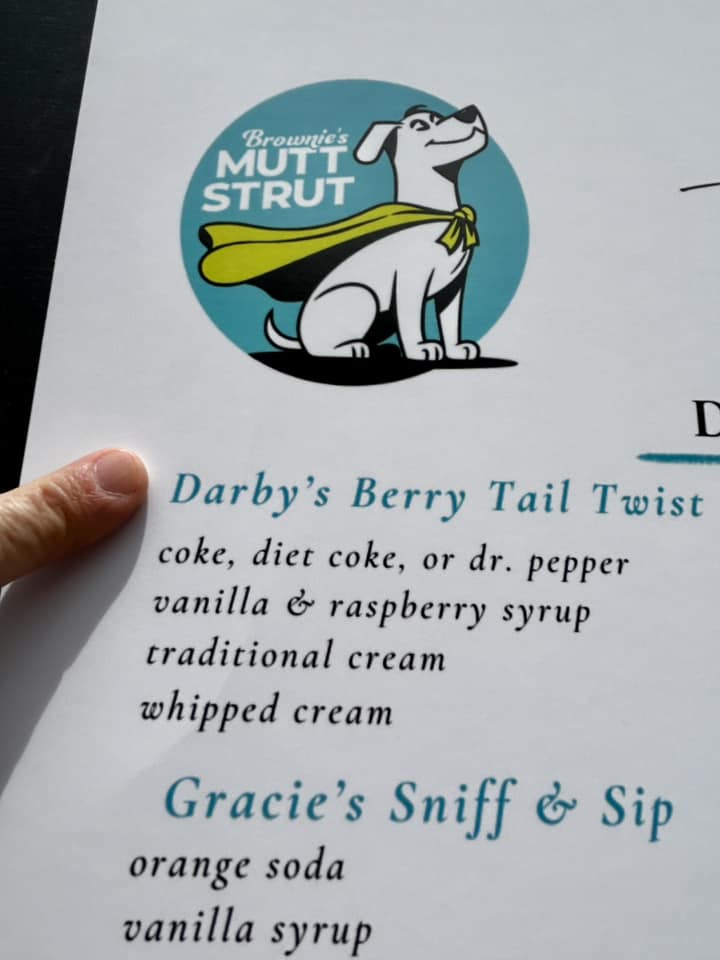 Brownie's
MUTT
STRUT
D
Darby's Berry Tail Twist
coke, diet coke, or dr. pepper
vanilla & raspberry syrup
traditional cream
whipped cream
Gracie's Sniff & Sip
orange soda
vanilla syrup